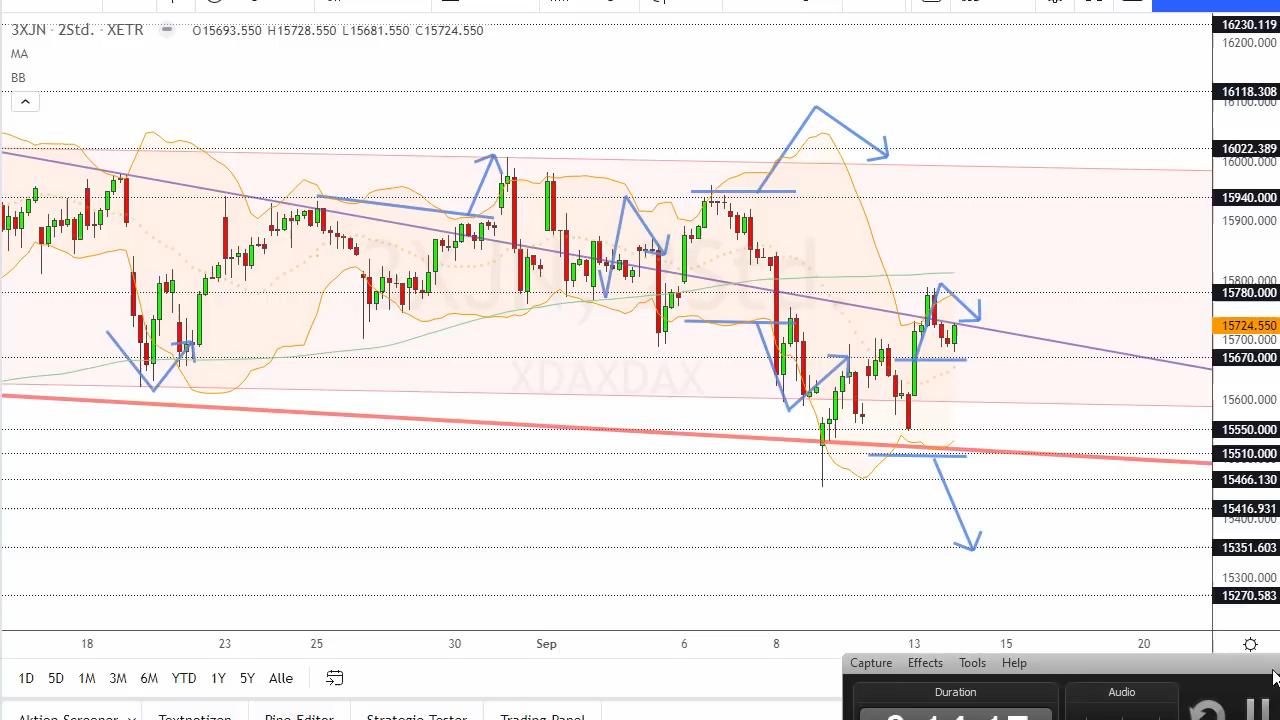 3XJN · 2Std. · XETR O15693.550 H15728.550 L15681.550 C15724.550
MA
BB
16230.119
16200.000
16118.308
16100.000
16022.389
16000.000
15940.000
15900.000
15800.000
15780.000
15724.550
15700.000
15670.000
15600.000
15550.000
15510.000
15466.130
15416.931
15400.000
15351.603
15300.000
15270.583
18 23 25 30 Sep 6 8 13 15 20
1D 5D 1M 3M 6M YTD 1Y 5Y Alle
Capture Effects Tools Help
Duration Audio
Aktien Screener Textnotizen Pine Editor Strategie Tester Trading Panel